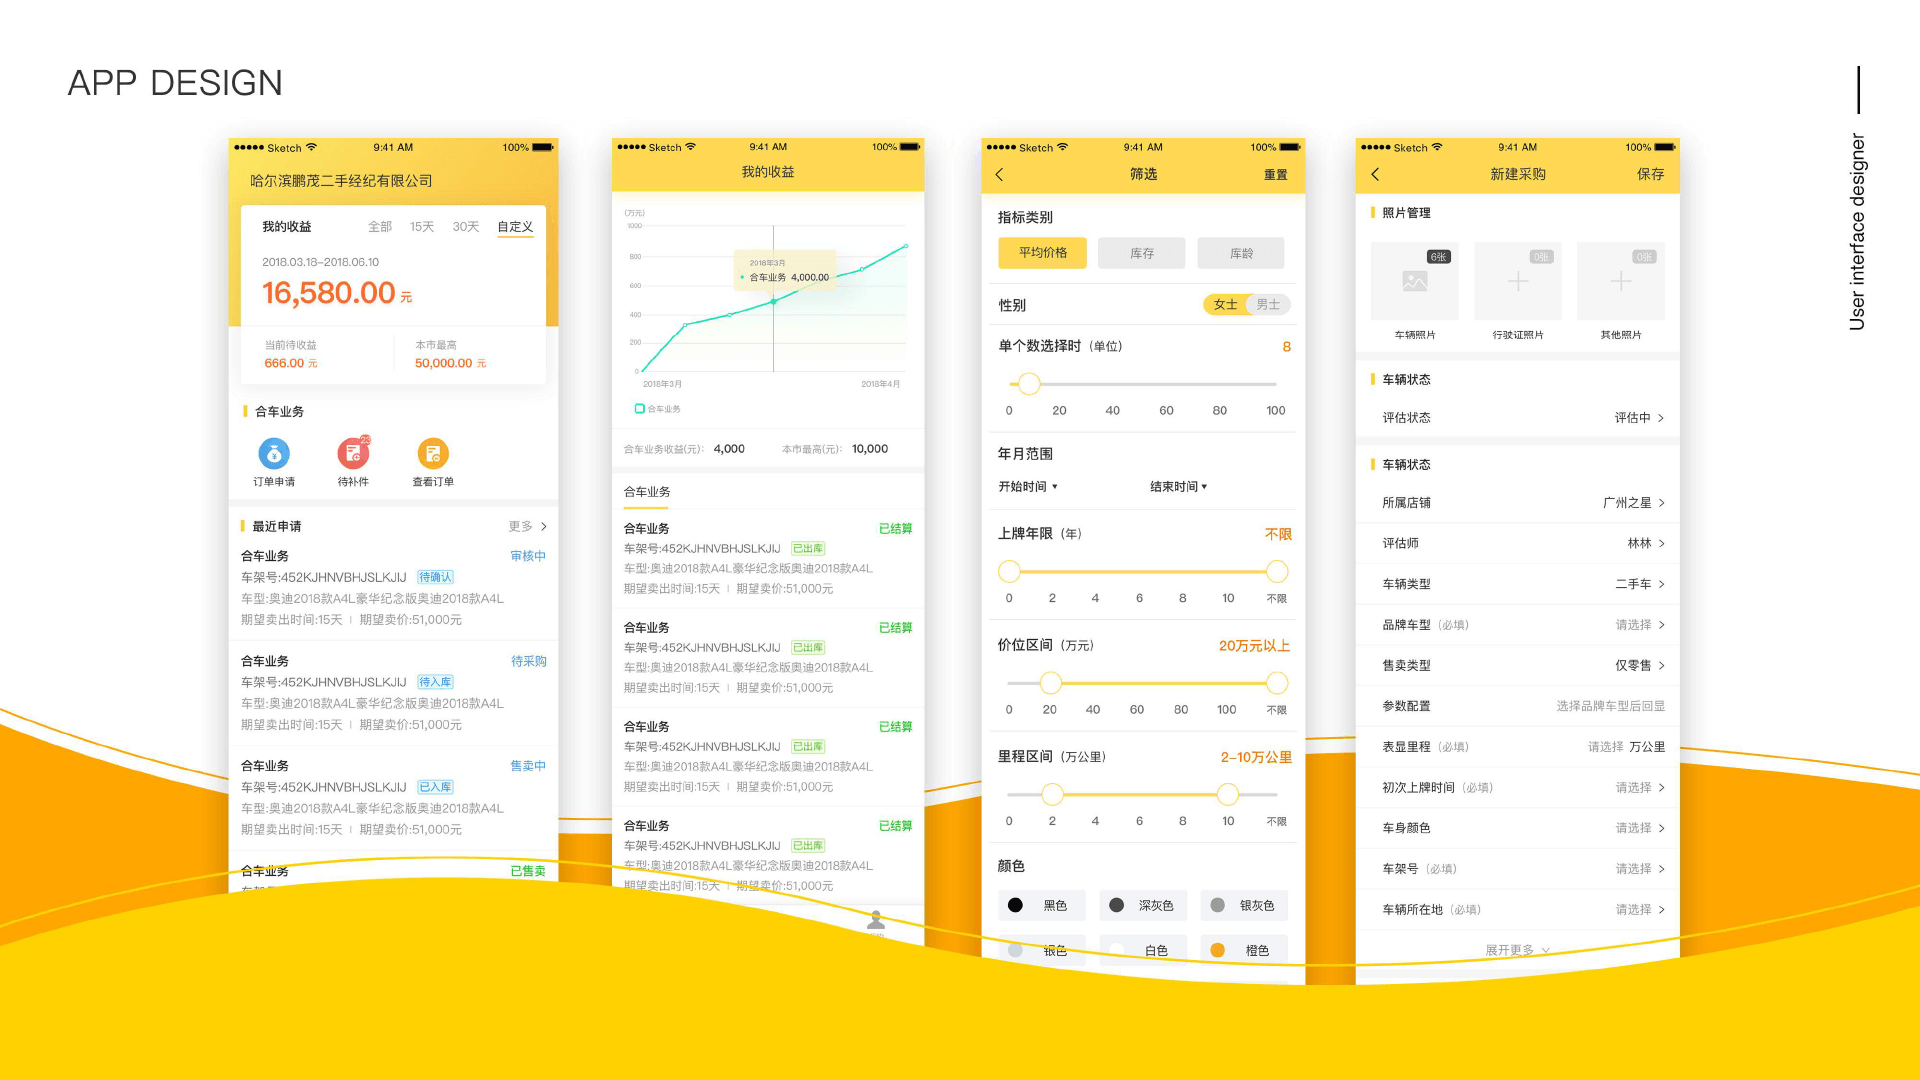 APP DESIGN
User interface designer
Sketch 9:41 AM 100%
哈尔滨鹏茂二手经纪有限公司
我的收益 全部 15天 30天 自定义
2018.03.18-2018.06.10
16,580.00 元
当前待收益 本市最高
666.00 元 50,000.00 元
合车业务
23
订单申请 待补件 查看订单
最近申请 更多
合车业务 审核中
车架号:452KJHNVBHJSLKJIJ 待确认
车型:奥迪2018款A4L豪华纪念版奥迪2018款A4L
期望卖出时间:15天 期望卖价:51,000元
合车业务 待采购
车架号:452KJHNVBHJSLKJIJ 待入库
车型:奥迪2018款A4L豪华纪念版奥迪2018款A4L
期望卖出时间:15天 期望卖价:51,000元
合车业务 售卖中
车架号:452KJHNVBHJSLKJIJ 已入库
车型:奥迪2018款A4L豪华纪念版奥迪2018款A4L
期望卖出时间:15天 期望卖价:51,000元
合车业务 已售卖
Sketch 9:41 AM 100%
我的收益
(万元)
1000
800
600
400
200
0
2018年3月
合车业务 4,000.00
2018年3月 2018年4月
合车业务
合车业务收益(元): 4,000 本市最高(元): 10,000
合车业务
合车业务 已结算
车架号:452KJHNVBHJSLKJIJ 已出库
车型:奥迪2018款A4L豪华纪念版奥迪2018款A4L
期望卖出时间:15天 期望卖价:51,000元
合车业务 已结算
车架号:452KJHNVBHJSLKJIJ 已出库
车型:奥迪2018款A4L豪华纪念版奥迪2018款A4L
期望卖出时间:15天 期望卖价:51,000元
合车业务 已结算
车架号:452KJHNVBHJSLKJIJ 已出库
车型:奥迪2018款A4L豪华纪念版奥迪2018款A4L
期望卖出时间:15天 期望卖价:51,000元
合车业务 已结算
车架号:452KJHNVBHJSLKJIJ 已出库
车型:奥迪2018款A4L豪华纪念版奥迪2018款A4L
期望卖出时间:15天 期望卖价:51,000元
Sketch 9:41 AM 100%
筛选 重置
指标类别
平均价格 库存 库龄
性别 女士 男士
单个数选择时 (单位) 8
0 20 40 60 80 100
年月范围
开始时间 结束时间
上牌年限 (年) 不限
0 2 4 6 8 10 不限
价位区间 (万元) 20万元以上
0 20 40 60 80 100 不限
里程区间 (万公里) 2-10万公里
0 2 4 6 8 10 不限
颜色
黑色 深灰色 银灰色
银色 白色 橙色
Sketch 9:41 AM 100%
新建采购 保存
照片管理
6张 0张 0张
车辆照片 行驶证照片 其他照片
车辆状态
评估状态 评估中
车辆状态
所属店铺 广州之星
评估师 林林
车辆类型 二手车
品牌车型 (必填) 请选择
售卖类型 仅零售
参数配置 选择品牌车型后回显
表显里程 (必填) 请选择 万公里
初次上牌时间 (必填) 请选择
车身颜色 请选择
车架号 (必填) 请选择
车辆所在地 (必填) 请选择
展开更多